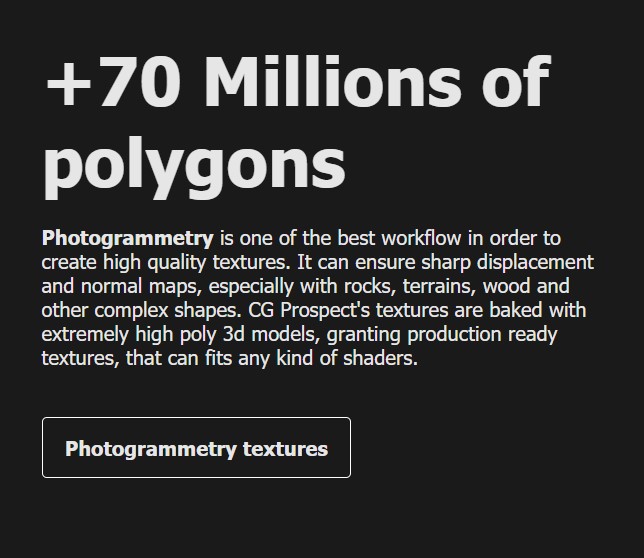 +70 Millions of
polygons
Photogrammetry is one of the best workflow in order to
create high quality textures. It can ensure sharp displacement
and normal maps, especially with rocks, terrains, wood and
other complex shapes. CG Prospect's textures are baked with
extremely high poly 3d models, granting production ready
textures, that can fits any kind of shaders.
Photogrammetry textures